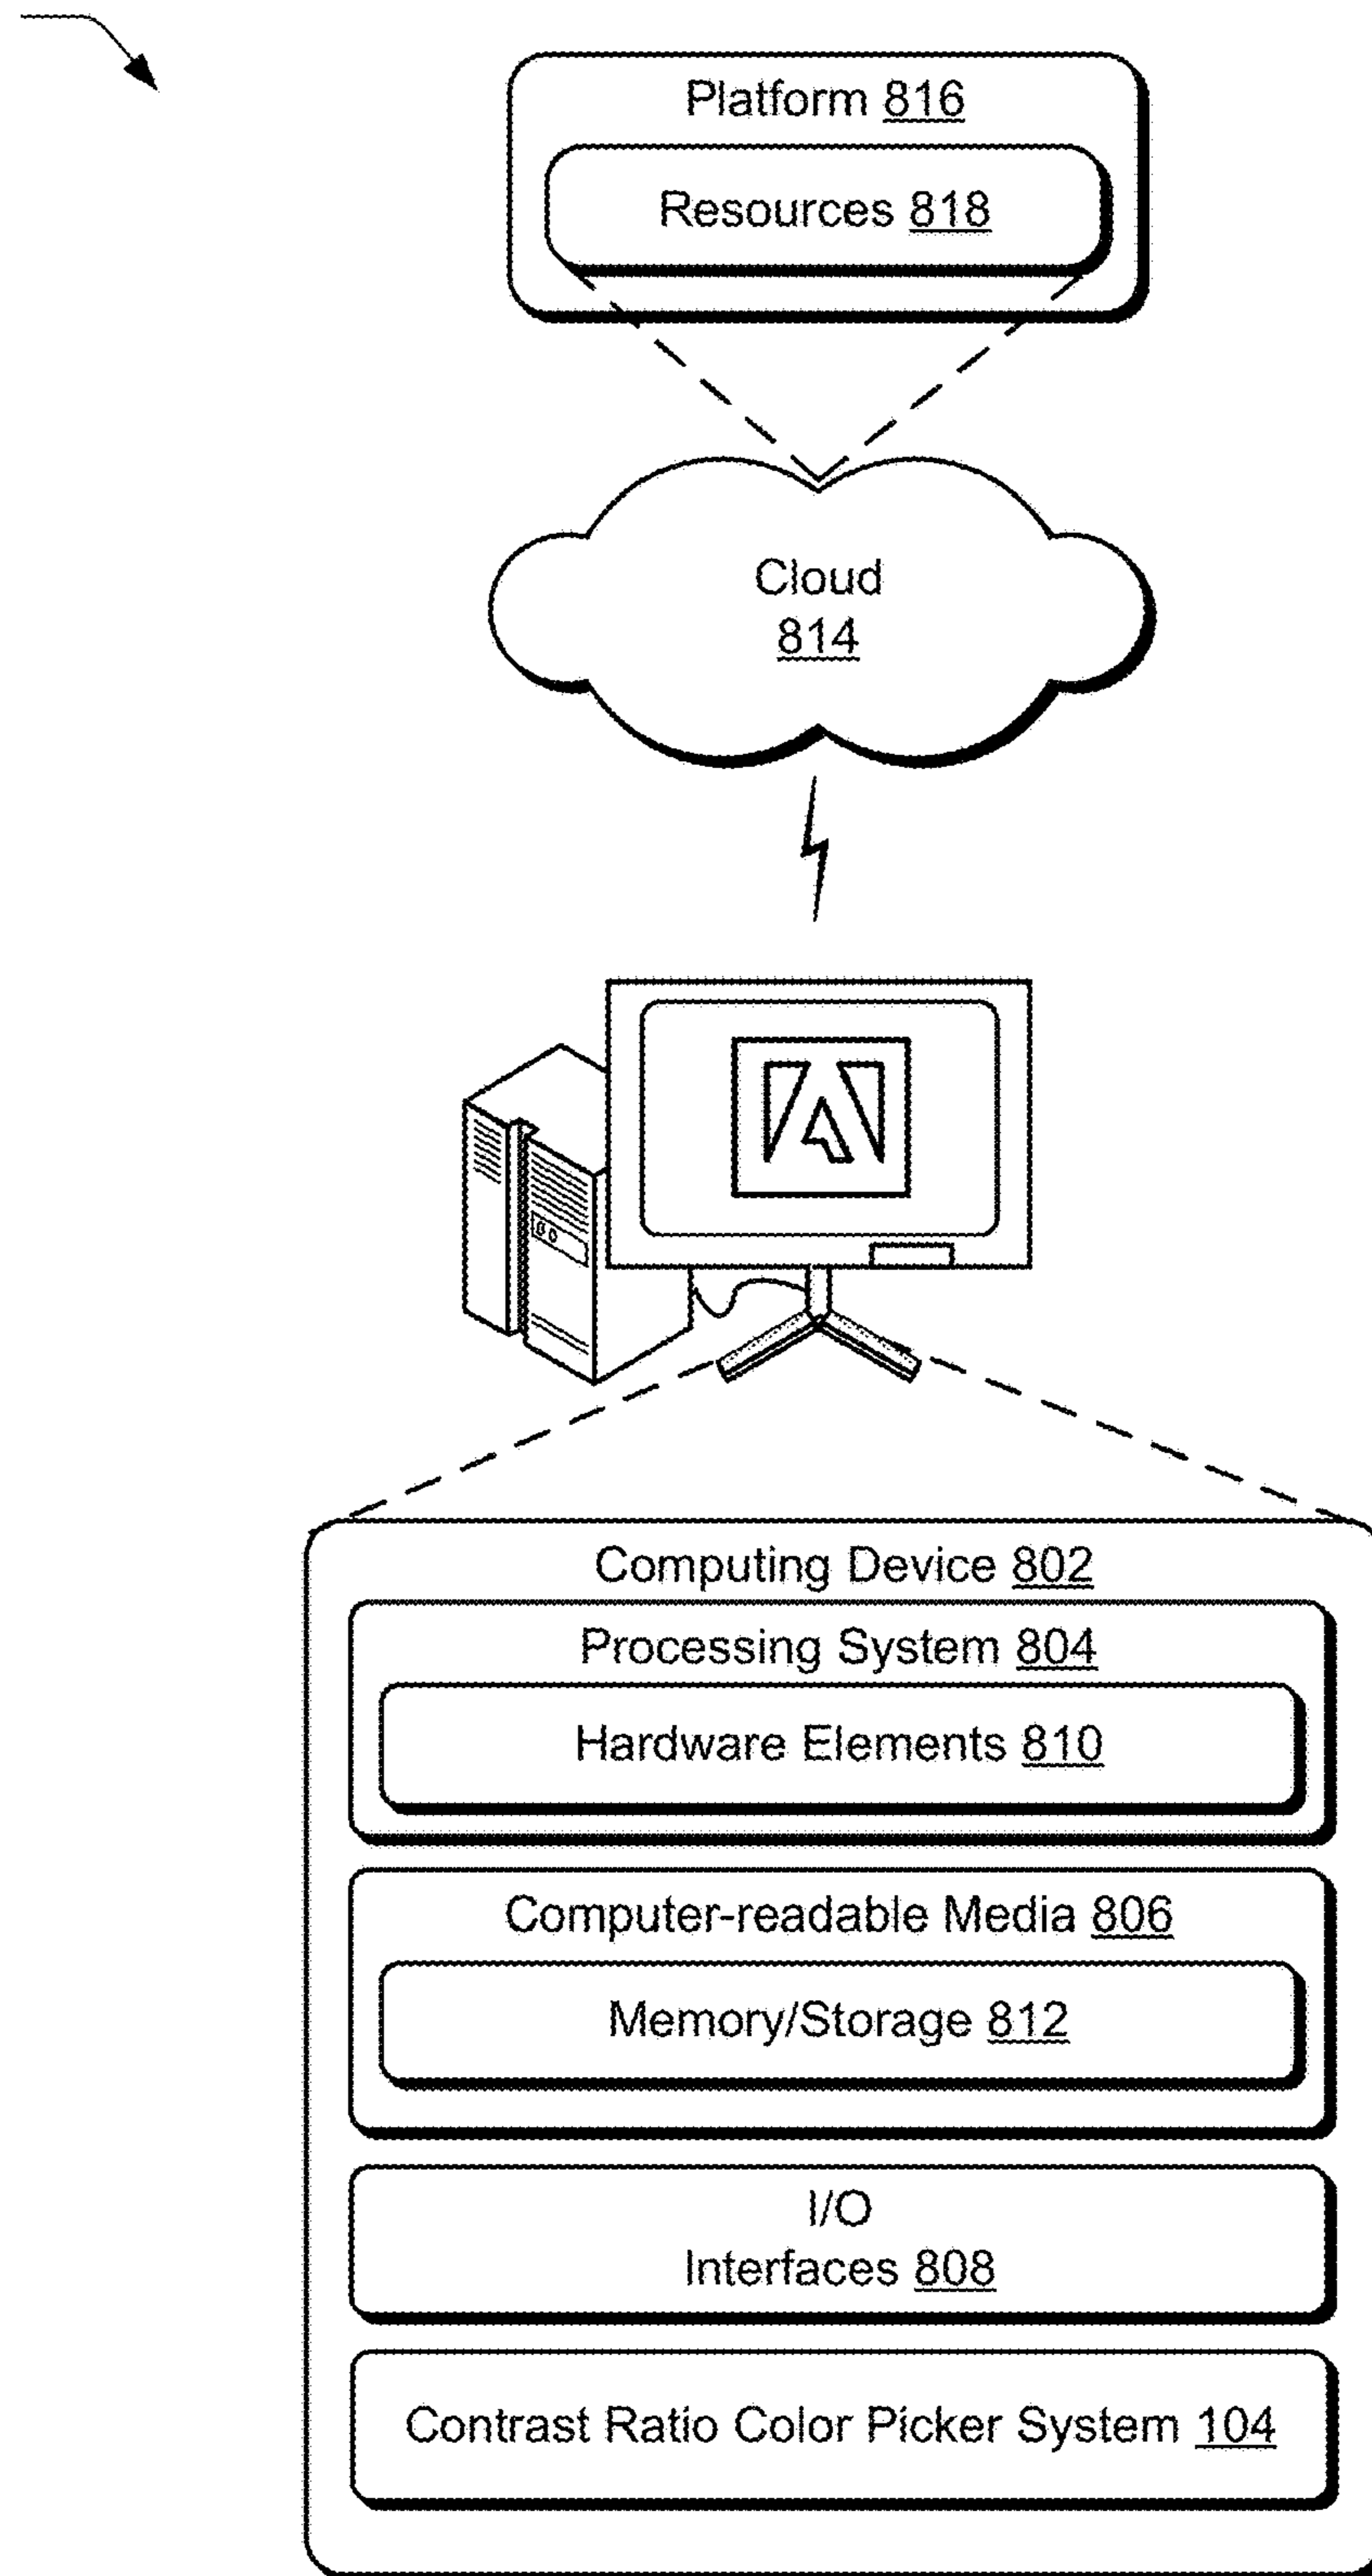 Platform 816
Resources 818
Cloud
814
Computing Device 802
Processing System 804
Hardware Elements 810
Computer-readable Media 806
Memory/Storage 812
I/O
Interfaces 808
Contrast Ratio Color Picker System 104